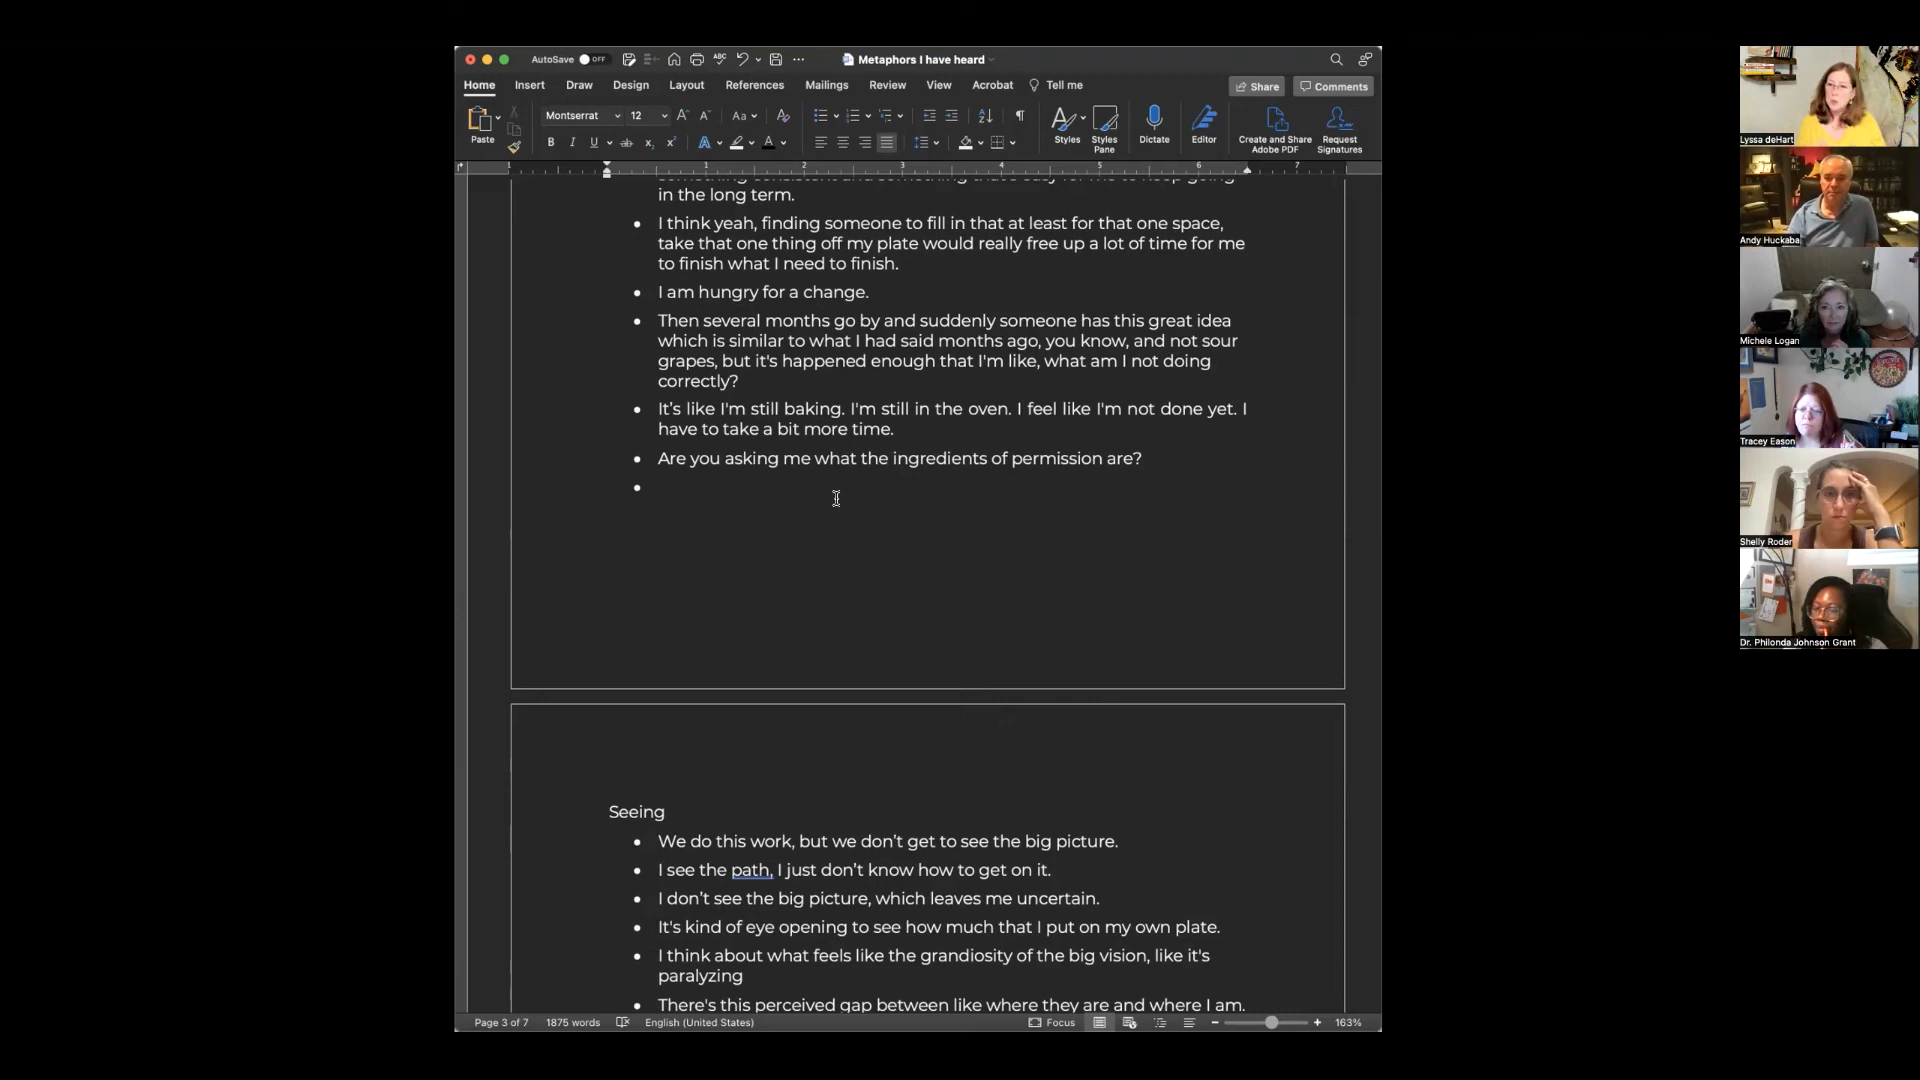 AutoSave OFF
Metaphors I have heard
Home Insert Draw Design Layout References Mailings Review View Acrobat Tell me
Share Comments
Paste
Montserrat 12
Aa
B I U ab x₂ x²
A A
Styles
Styles Pane
Dictate
Editor
Create and Share Adobe PDF
Request Signatures
1 1 2 3 4 5 6 7
in the long term.
• I think yeah, finding someone to fill in that at least for that one space,
take that one thing off my plate would really free up a lot of time for me
to finish what I need to finish.
• I am hungry for a change.
• Then several months go by and suddenly someone has this great idea
which is similar to what I had said months ago, you know, and not sour
grapes, but it's happened enough that I'm like, what am I not doing
correctly?
• It's like I'm still baking. I'm still in the oven. I feel like I'm not done yet. I
have to take a bit more time.
• Are you asking me what the ingredients of permission are?
•
Seeing
• We do this work, but we don't get to see the big picture.
• I see the path, I just don't know how to get on it.
• I don't see the big picture, which leaves me uncertain.
• It's kind of eye opening to see how much that I put on my own plate.
• I think about what feels like the grandiosity of the big vision, like it's
paralyzing
• There's this perceived gap between like where they are and where I am.
Page 3 of 7 1875 words English (United States) Focus 163%
Lyssa deHart
Andy Huckaba
Michele Logan
Tracey Eason
Shelly Roder
Dr. Philonda Johnson Grant